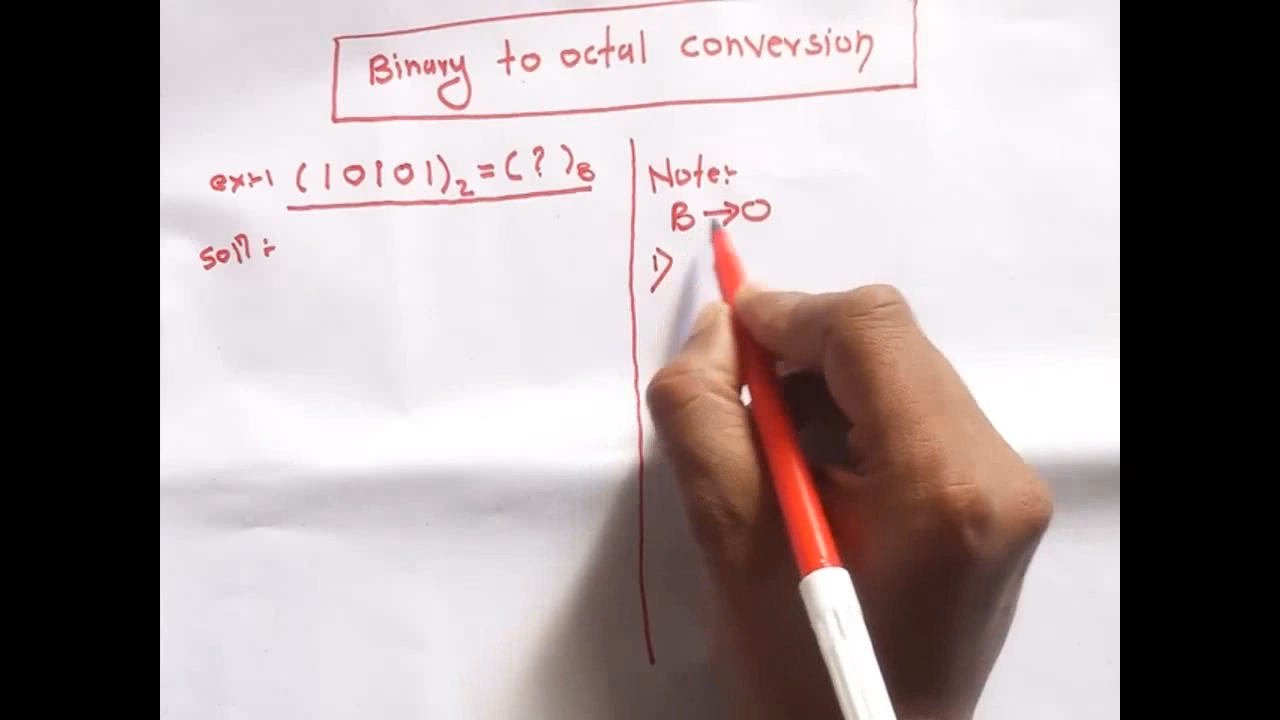 Binary to octal conversion
ex:-1 (10101)₂ = (?)₈
soln :-
Note:-
B → O
1)